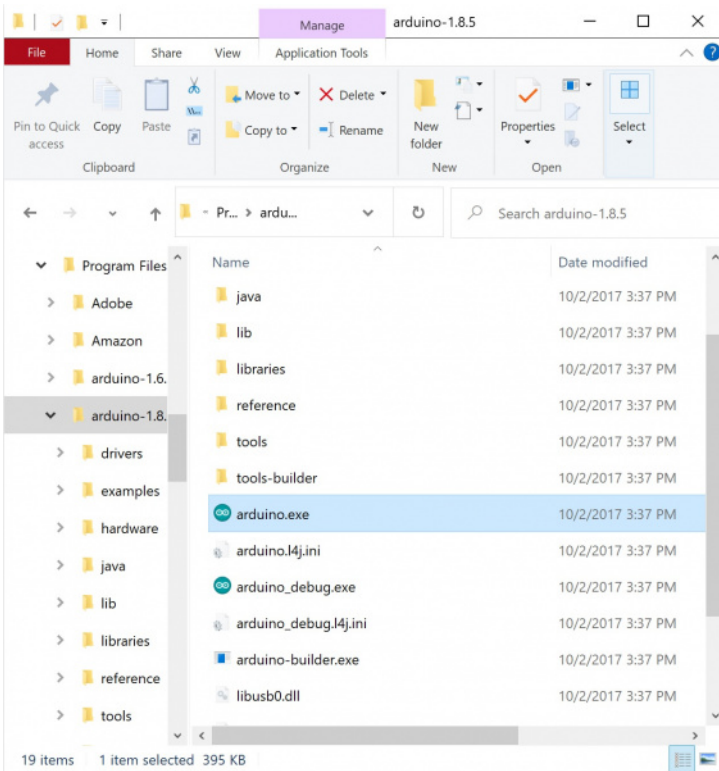 Manage arduino-1.8.5
File Home Share View Application Tools
Pin to Quick access
Copy
Paste
Move to
Copy to
Delete
Rename
New folder
Properties
Select
Clipboard Organize New Open
Pr... > ardu... Search arduino-1.8.5
Program Files
Adobe
Amazon
arduino-1.6.
arduino-1.8.
drivers
examples
hardware
java
lib
libraries
reference
tools
Name Date modified
java 10/2/2017 3:37 PM
lib 10/2/2017 3:37 PM
libraries 10/2/2017 3:37 PM
reference 10/2/2017 3:37 PM
tools 10/2/2017 3:37 PM
tools-builder 10/2/2017 3:37 PM
arduino.exe 10/2/2017 3:37 PM
arduino.l4j.ini 10/2/2017 3:37 PM
arduino_debug.exe 10/2/2017 3:37 PM
arduino_debug.l4j.ini 10/2/2017 3:37 PM
arduino-builder.exe 10/2/2017 3:37 PM
libusb0.dll 10/2/2017 3:37 PM
19 items 1 item selected 395 KB